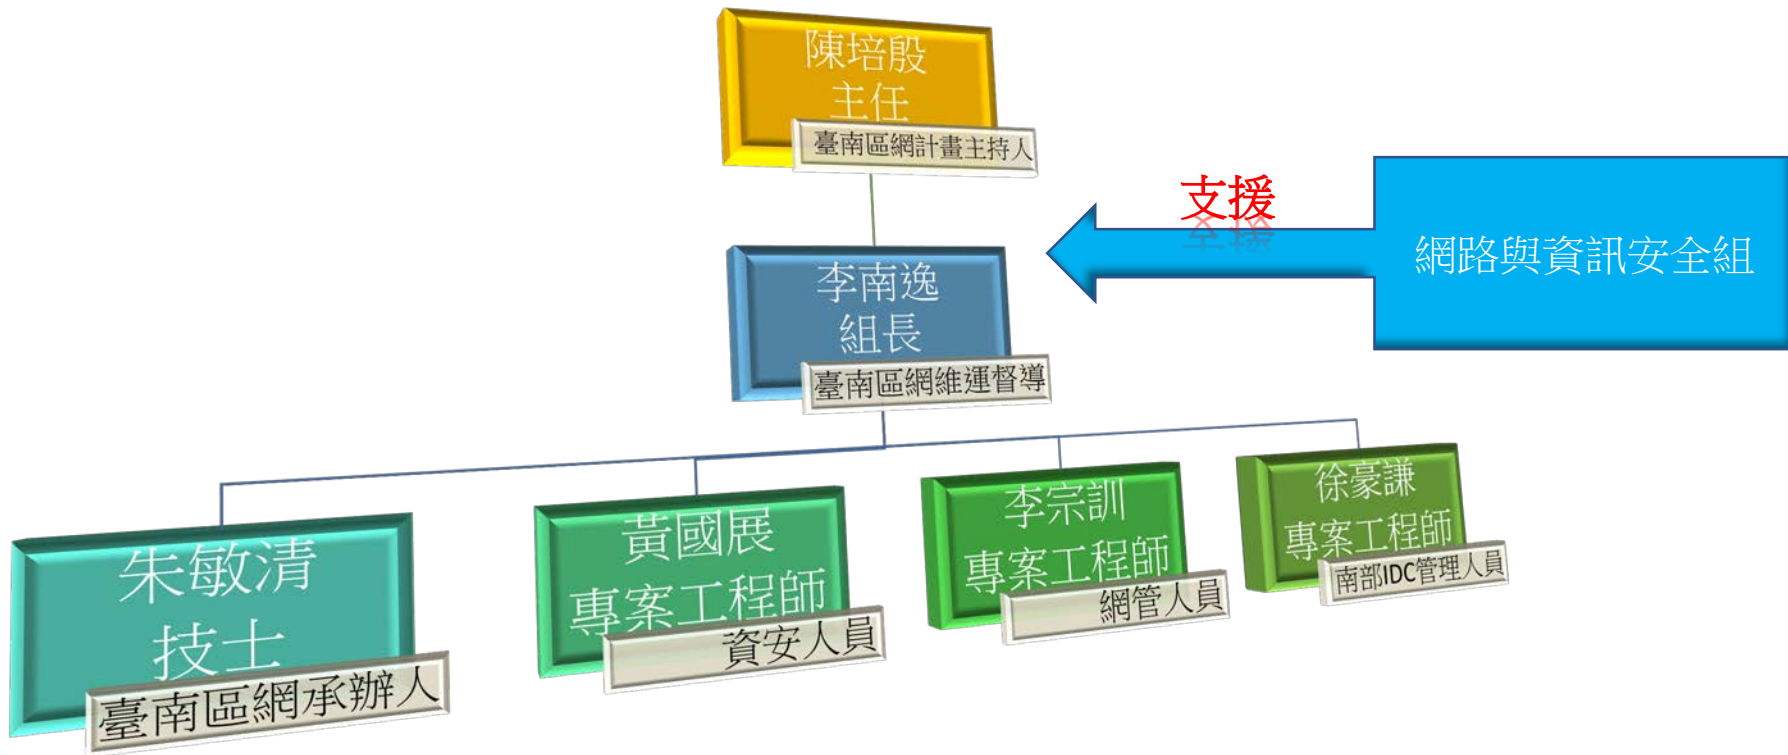 陳培殷
主任
臺南區網計畫主持人
支援
網路與資訊安全組
李南逸
組長
臺南區網維運督導
朱敏清
技士
臺南區網承辦人
黃國展
專案工程師
資安人員
李宗訓
專案工程師
網管人員
徐豪謙
專案工程師
南部IDC管理人員